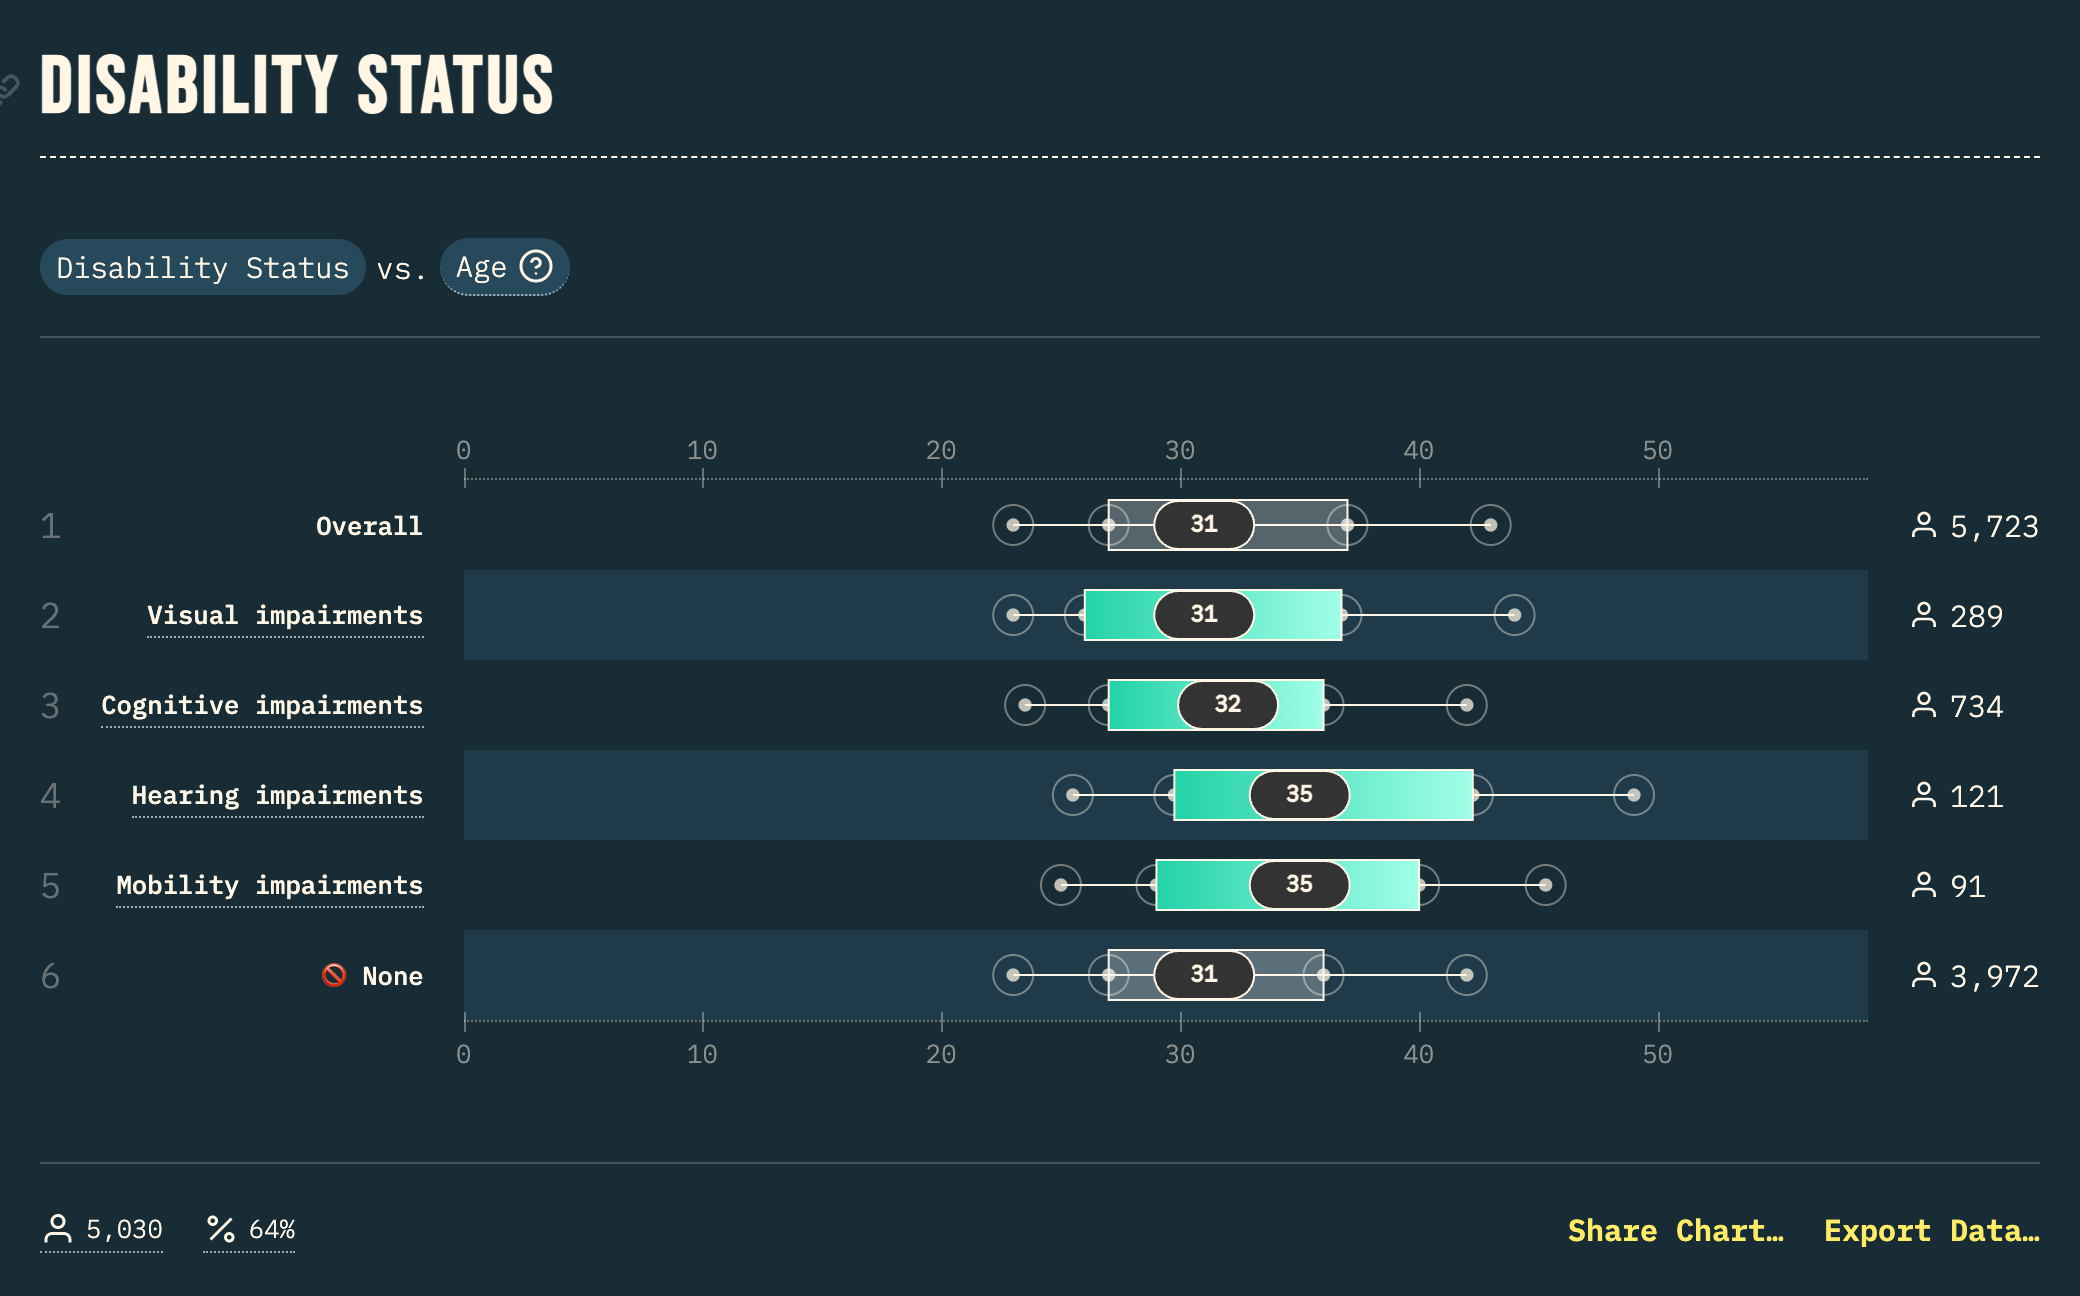 DISABILITY STATUS
Disability Status vs. Age ?
0 10 20 30 40 50
1 Overall 31 5,723
2 Visual impairments 31 289
3 Cognitive impairments 32 734
4 Hearing impairments 35 121
5 Mobility impairments 35 91
6 🚫 None 31 3,972
0 10 20 30 40 50
5,030 % 64% Share Chart… Export Data…